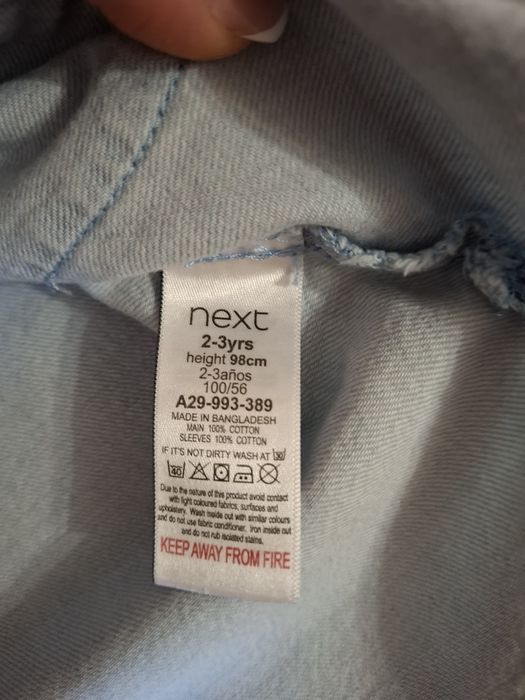 next
2-3yrs
height 98cm
2-3años
100/56
A29-993-389
MADE IN BANGLADESH
MAIN 100% COTTON
SLEEVES 100% COTTON
IF IT'S NOT DIRTY WASH AT 30
40
Due to the nature of this product avoid contact
with light coloured fabrics, surfaces and
upholstery. Wash inside out with similar colours
and do not use fabric conditioner. Iron inside out
and do not rub isolated stains.
KEEP AWAY FROM FIRE